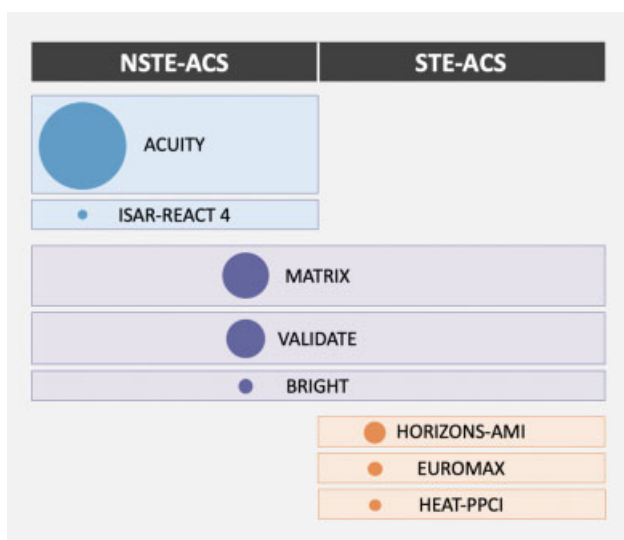 NSTE-ACS STE-ACS
ACUITY
ISAR-REACT 4
MATRIX
VALIDATE
BRIGHT
HORIZONS-AMI
EUROMAX
HEAT-PPCI